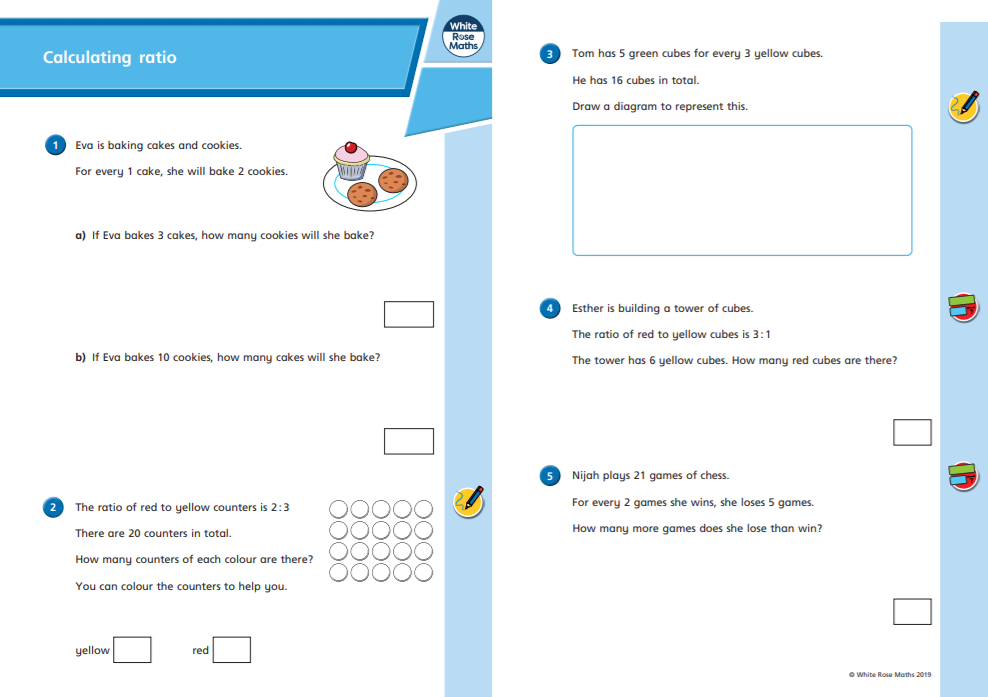 Calculating ratio
White
Rose
Maths
1
Eva is baking cakes and cookies.
For every 1 cake, she will bake 2 cookies.
a) If Eva bakes 3 cakes, how many cookies will she bake?
b) If Eva bakes 10 cookies, how many cakes will she bake?
2
The ratio of red to yellow counters is 2:3
There are 20 counters in total.
How many counters of each colour are there?
You can colour the counters to help you.
yellow red
3
Tom has 5 green cubes for every 3 yellow cubes.
He has 16 cubes in total.
Draw a diagram to represent this.
4
Esther is building a tower of cubes.
The ratio of red to yellow cubes is 3:1
The tower has 6 yellow cubes. How many red cubes are there?
5
Nijah plays 21 games of chess.
For every 2 games she wins, she loses 5 games.
How many more games does she lose than win?
© White Rose Maths 2019